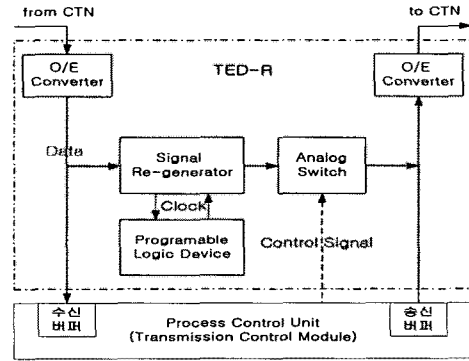 from CTN
to CTN
O/E
Converter
TED-R
O/E
Converter
Data
Signal
Re-generator
Analog
Switch
Clock
Programable
Logic Device
Control Signal
수신
버퍼
Process Control Unit
(Transmission Control Module)
송신
버퍼